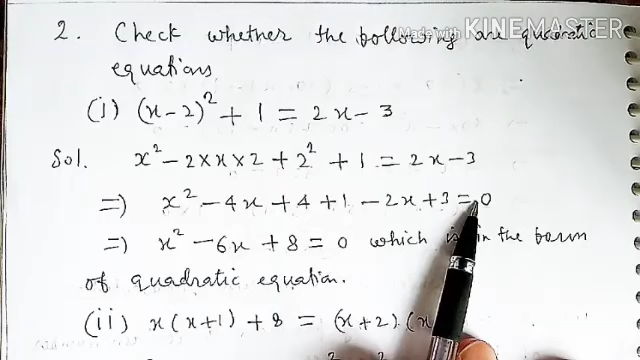 Made with KINEMASTER
2. Check whether the following are quadratic
equations
(i) (x-2)² + 1 = 2x - 3
Sol. x² - 2×x×2 + 2² + 1 = 2x - 3
⇒) x² - 4x + 4 + 1 - 2x + 3 = 0
⇒) x² - 6x + 8 = 0 which is in the form
of quadratic equation.
(ii) x(x+1) + 8 = (x+2) (x